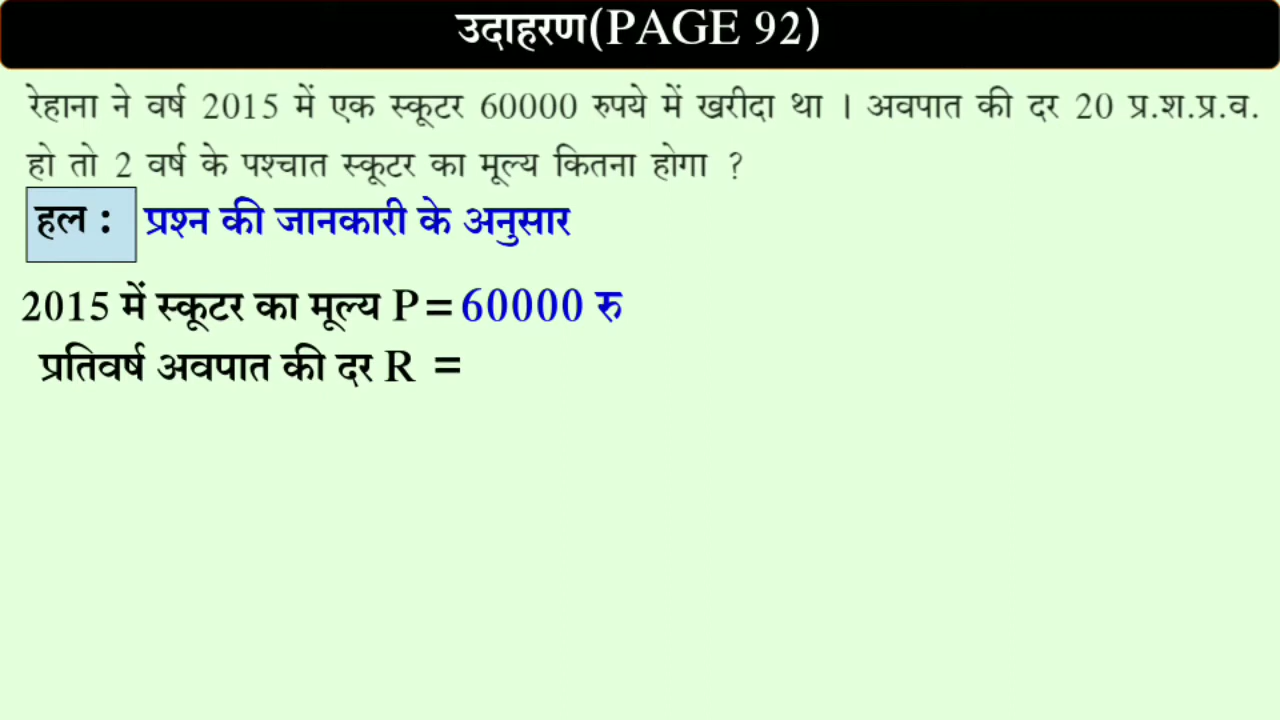 उदाहरण(PAGE 92)
रेहाना ने वर्ष 2015 में एक स्कूटर 60000 रुपये में खरीदा था । अवपात की दर 20 प्र.श.प्र.व.
हो तो 2 वर्ष के पश्चात स्कूटर का मूल्य कितना होगा ?
हल : प्रश्न की जानकारी के अनुसार
2015 में स्कूटर का मूल्य P = 60000 रु
प्रतिवर्ष अवपात की दर R =